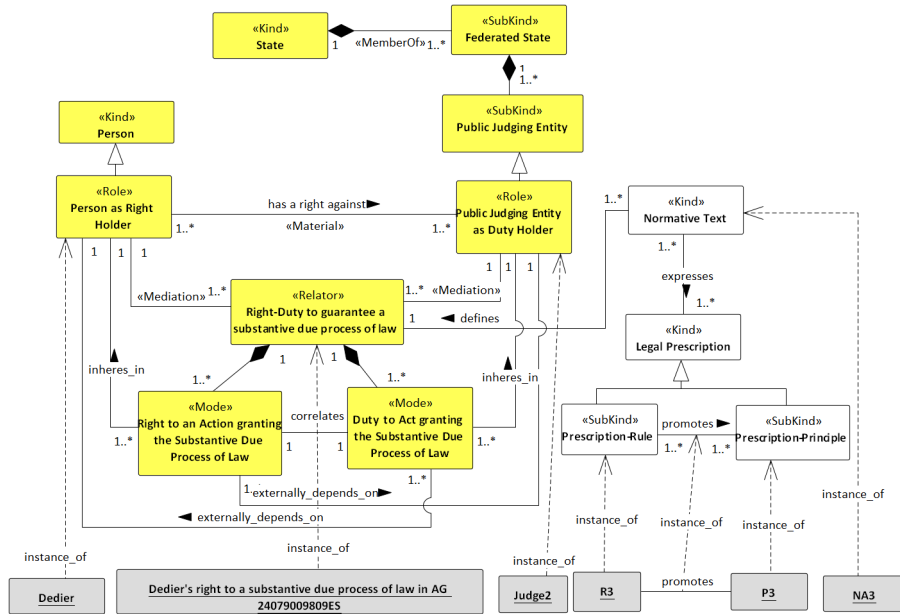 «Kind»
State
1
«MemberOf»
1..*
«SubKind»
Federated State
1
1..*
«SubKind»
Public Judging Entity
«Kind»
Person
«Role»
Person as Right
Holder
has a right against
1..*
«Material»
1..*
«Role»
Public Judging Entity
as Duty Holder
1..*
«Kind»
Normative Text
1..*
expresses
1..*
1
1
1
1
1
1
1
«Mediation»
1..*
«Relator»
Right-Duty to guarantee a
substantive due process of law
1..*
«Mediation»
1
defines
«Kind»
Legal Prescription
1
1
1..*
1..*
inheres_in
inheres_in
«Mode»
Right to an Action granting
the Substantive Due
Process of Law
1..*
correlates
1
1
«Mode»
Duty to Act granting
the Substantive Due
Process of Law
1..*
«SubKind»
Prescription-Rule
promotes
1..*
1..*
«SubKind»
Prescription-Principle
1..
externally_depends_on
1..*
externally_depends_on
instance_of
instance_of
instance_of
instance_of
instance_of
instance_of
instance_of
Dedier
Dedier's right to a substantive due process of law in AG
24079009809ES
Judge2
R3
promotes
P3
NA3